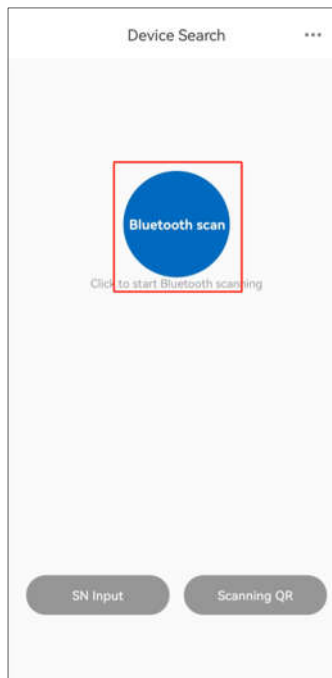 Device Search
Bluetooth scan
Click to start Bluetooth scanning
SN Input
Scanning QR